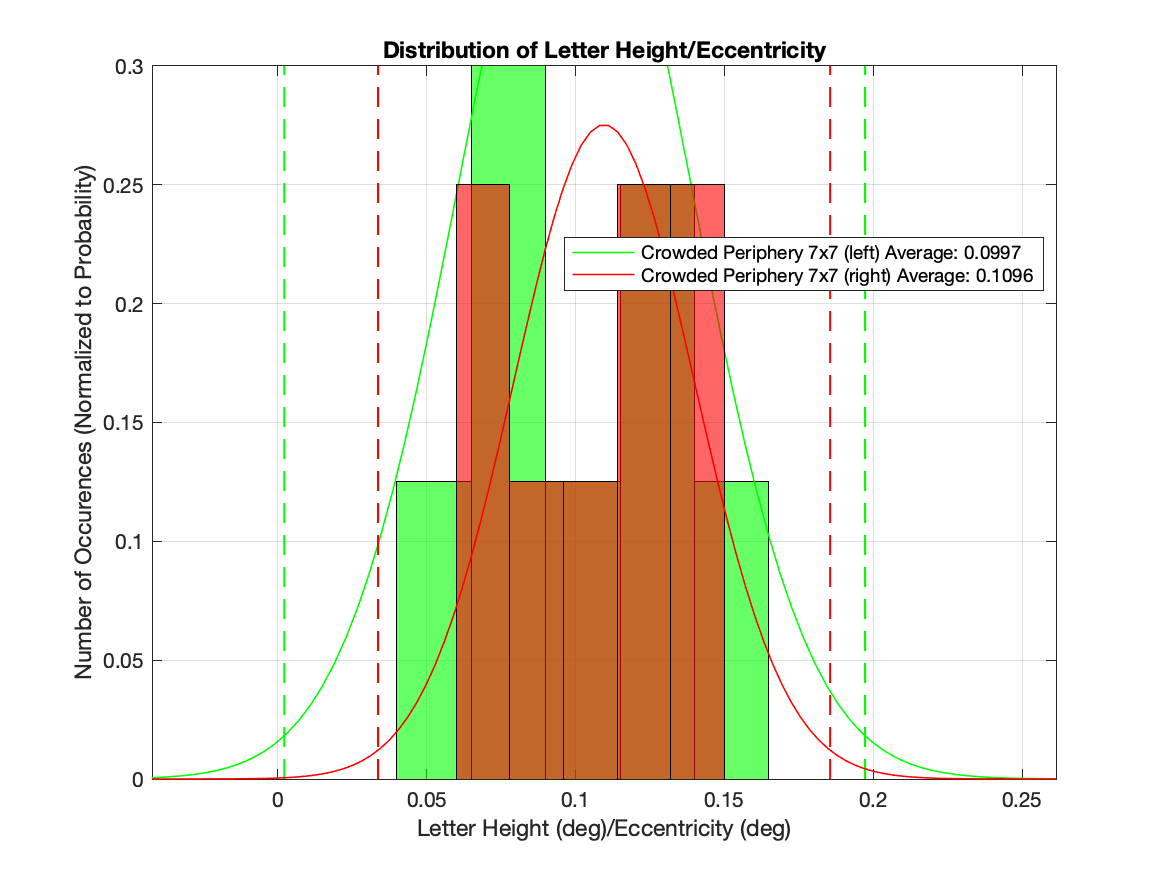 Distribution of Letter Height/Eccentricity
Number of Occurences (Normalized to Probability)
0.3
0.25
0.2
0.15
0.1
0.05
0
Crowded Periphery 7x7 (left) Average: 0.0997
Crowded Periphery 7x7 (right) Average: 0.1096
0 0.05 0.1 0.15 0.2 0.25
Letter Height (deg)/Eccentricity (deg)